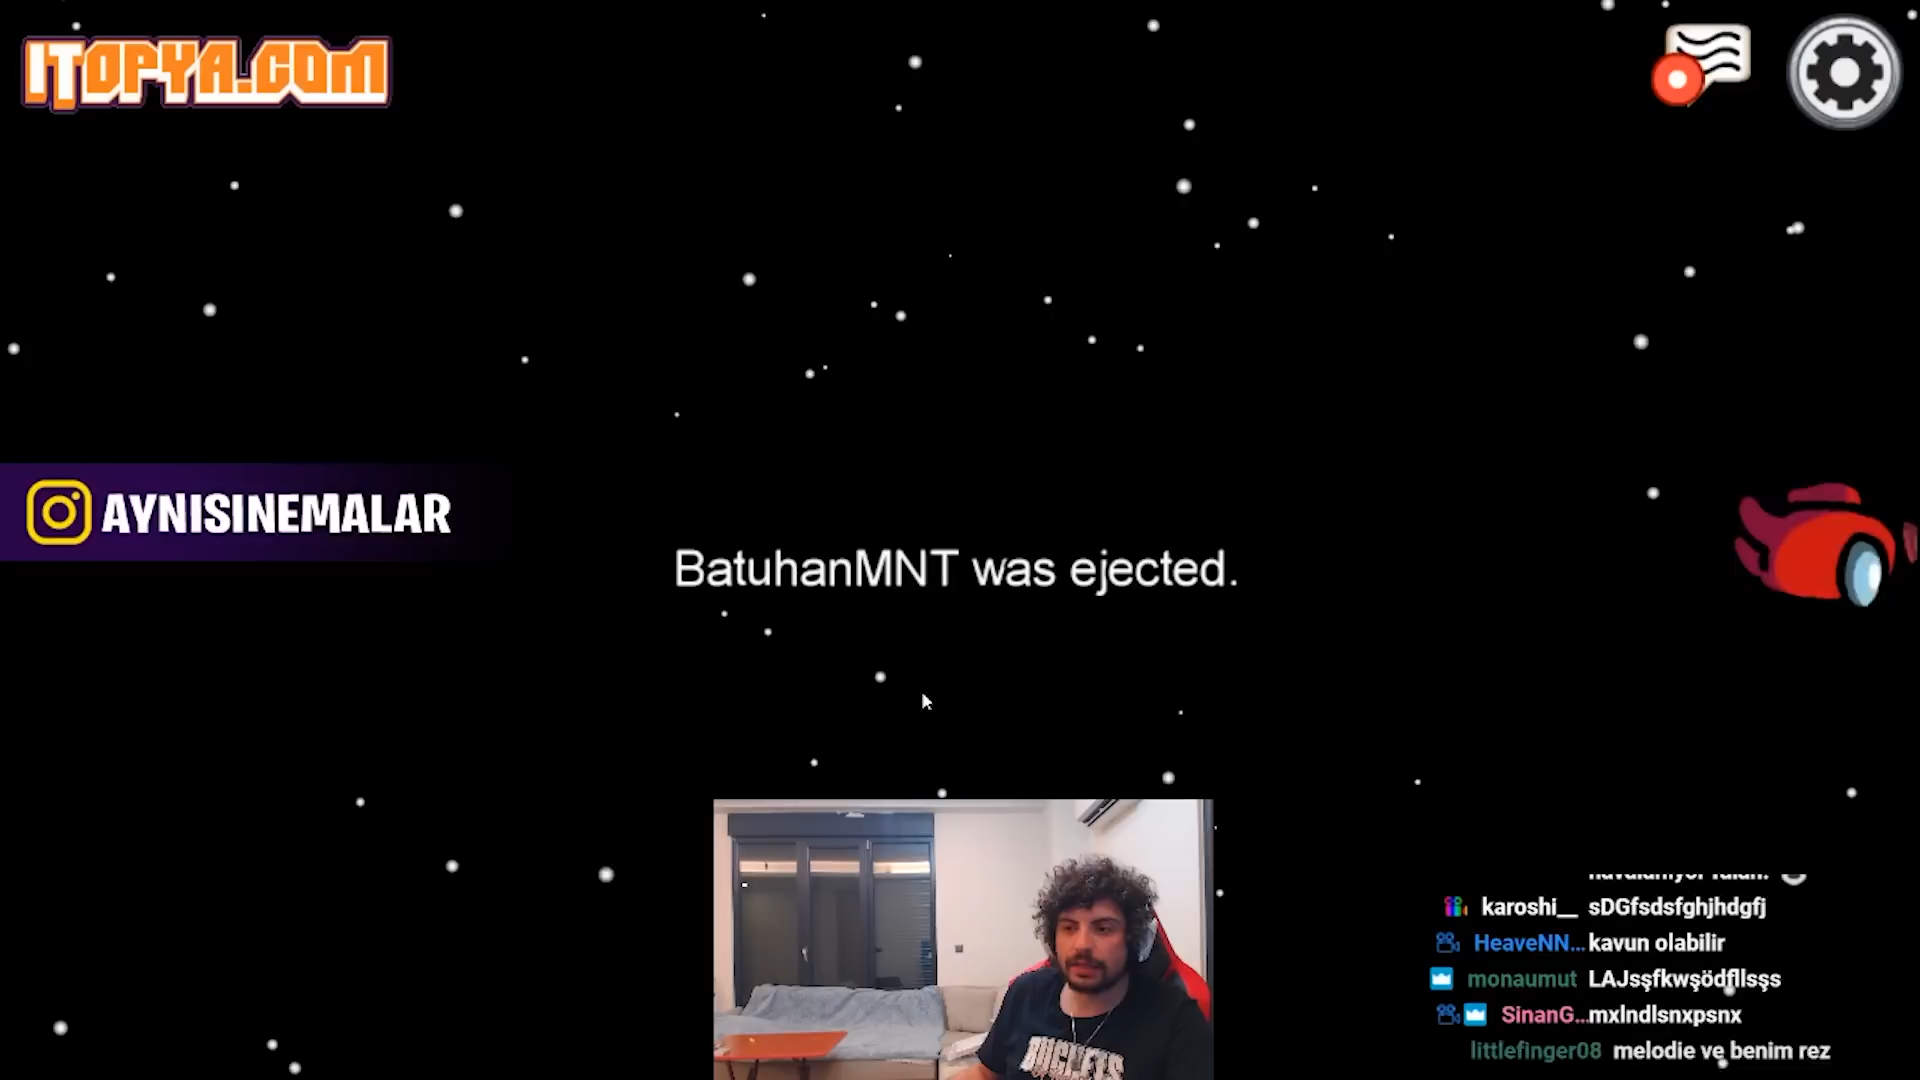 ITOPYA.COM
AYNISINEMALAR
BatuhanMNT was ejected.
karoshi__ sDGfsdsfghjhdgfj
HeaveNN... kavun olabilir
monaumut LAJsşfkwşödfllsşs
SinanG... mxlndlsnxpsnx
littlefinger08 melodie ve benim rez